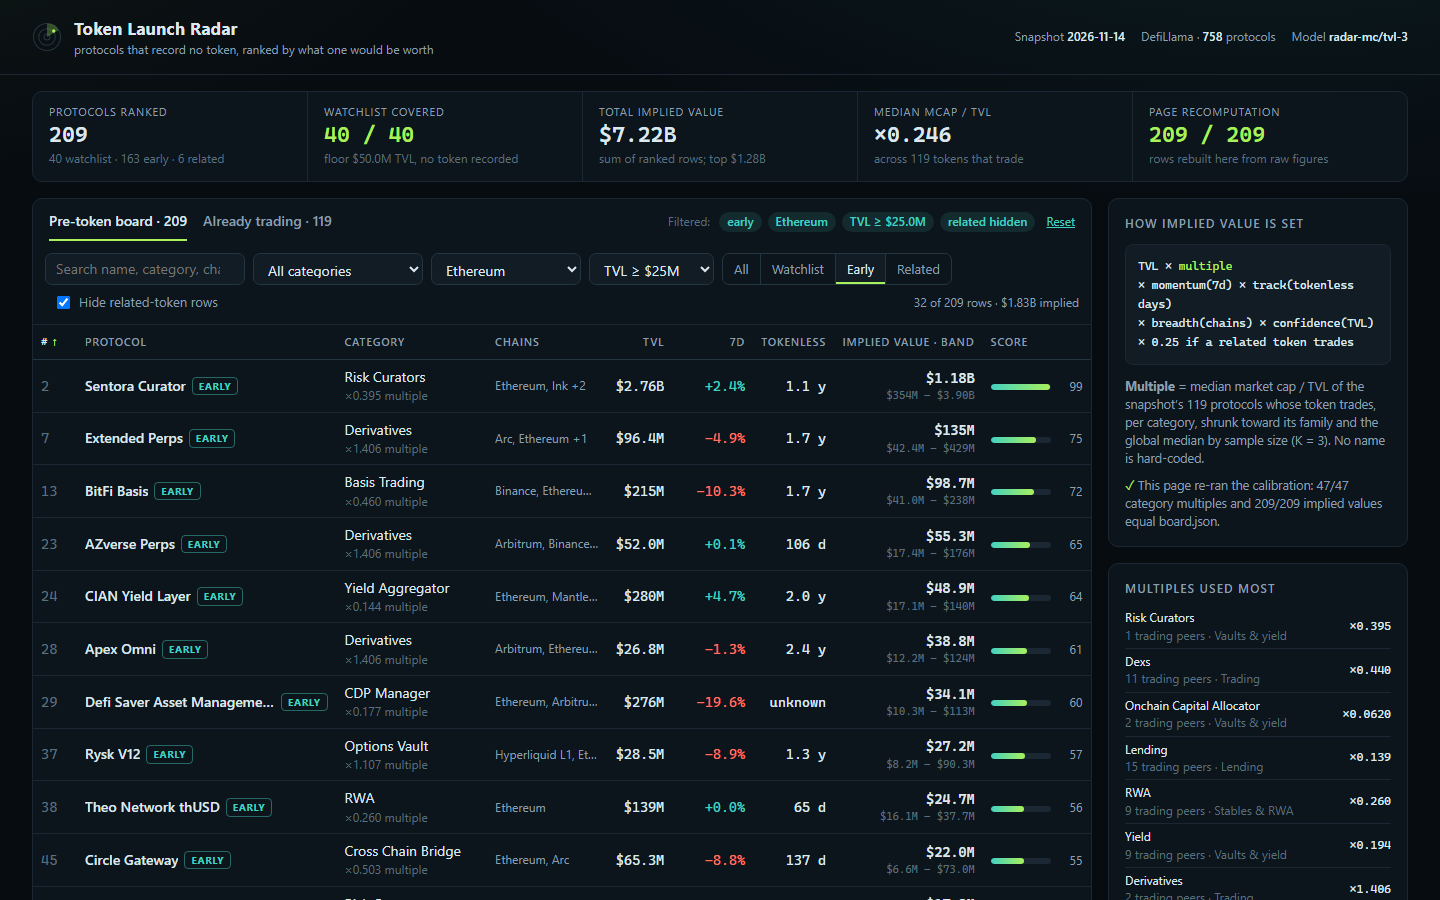 Token Launch Radar
protocols that record no token, ranked by what one would be worth
Snapshot 2026-11-14 DefiLlama · 758 protocols Model radar-mc/tvl-3
PROTOCOLS RANKED
209
40 watchlist · 163 early · 6 related
WATCHLIST COVERED
40 / 40
floor $50.0M TVL, no token recorded
TOTAL IMPLIED VALUE
$7.22B
sum of ranked rows; top $1.28B
MEDIAN MCAP / TVL
×0.246
across 119 tokens that trade
PAGE RECOMPUTATION
209 / 209
rows rebuilt here from raw figures
Pre-token board · 209 Already trading · 119
Filtered: early Ethereum TVL ≥ $25.0M related hidden Reset
Search name, category, cha All categories Ethereum TVL ≥ $25M All Watchlist Early Related
Hide related-token rows 32 of 209 rows · $1.83B implied
# ↑ PROTOCOL CATEGORY CHAINS TVL 7D TOKENLESS IMPLIED VALUE · BAND SCORE
2 Sentora Curator EARLY Risk Curators ×0.395 multiple Ethereum, Ink +2 $2.76B +2.4% 1.1 y $1.18B $354M – $3.90B 99
7 Extended Perps EARLY Derivatives ×1.406 multiple Arc, Ethereum +1 $96.4M −4.9% 1.7 y $135M $42.4M – $429M 75
13 BitFi Basis EARLY Basis Trading ×0.460 multiple Binance, Ethereu... $215M −10.3% 1.7 y $98.7M $41.0M – $238M 72
23 AZverse Perps EARLY Derivatives ×1.406 multiple Arbitrum, Binance... $52.0M +0.1% 106 d $55.3M $17.4M – $176M 65
24 CIAN Yield Layer EARLY Yield Aggregator ×0.144 multiple Ethereum, Mantle... $280M +4.7% 2.0 y $48.9M $17.1M – $140M 64
28 Apex Omni EARLY Derivatives ×1.406 multiple Arbitrum, Ethereu... $26.8M −1.3% 2.4 y $38.8M $12.2M – $124M 61
29 Defi Saver Asset Manageme... EARLY CDP Manager ×0.177 multiple Ethereum, Arbitru... $276M −19.6% unknown $34.1M $10.3M – $113M 60
37 Rysk V12 EARLY Options Vault ×1.107 multiple Hyperliquid L1, Et... $28.5M −8.9% 1.3 y $27.2M $8.2M – $90.3M 57
38 Theo Network thUSD EARLY RWA ×0.260 multiple Ethereum $139M +0.0% 65 d $24.7M $16.1M – $37.7M 56
45 Circle Gateway EARLY Cross Chain Bridge ×0.503 multiple Ethereum, Arc $65.3M −8.8% 137 d $22.0M $6.6M – $73.0M 55
HOW IMPLIED VALUE IS SET
TVL × multiple
× momentum(7d) × track(tokenless
days)
× breadth(chains) × confidence(TVL)
× 0.25 if a related token trades
Multiple = median market cap / TVL of the
snapshot's 119 protocols whose token trades,
per category, shrunk toward its family and the
global median by sample size (K = 3). No name
is hard-coded.
✓ This page re-ran the calibration: 47/47
category multiples and 209/209 implied values
equal board.json.
MULTIPLES USED MOST
Risk Curators ×0.395
1 trading peers · Vaults & yield
Dexs ×0.440
11 trading peers · Trading
Onchain Capital Allocator ×0.0620
2 trading peers · Vaults & yield
Lending ×0.139
15 trading peers · Lending
RWA ×0.260
9 trading peers · Stables & RWA
Yield ×0.194
9 trading peers · Vaults & yield
Derivatives ×1.406
2 trading peers · Trading